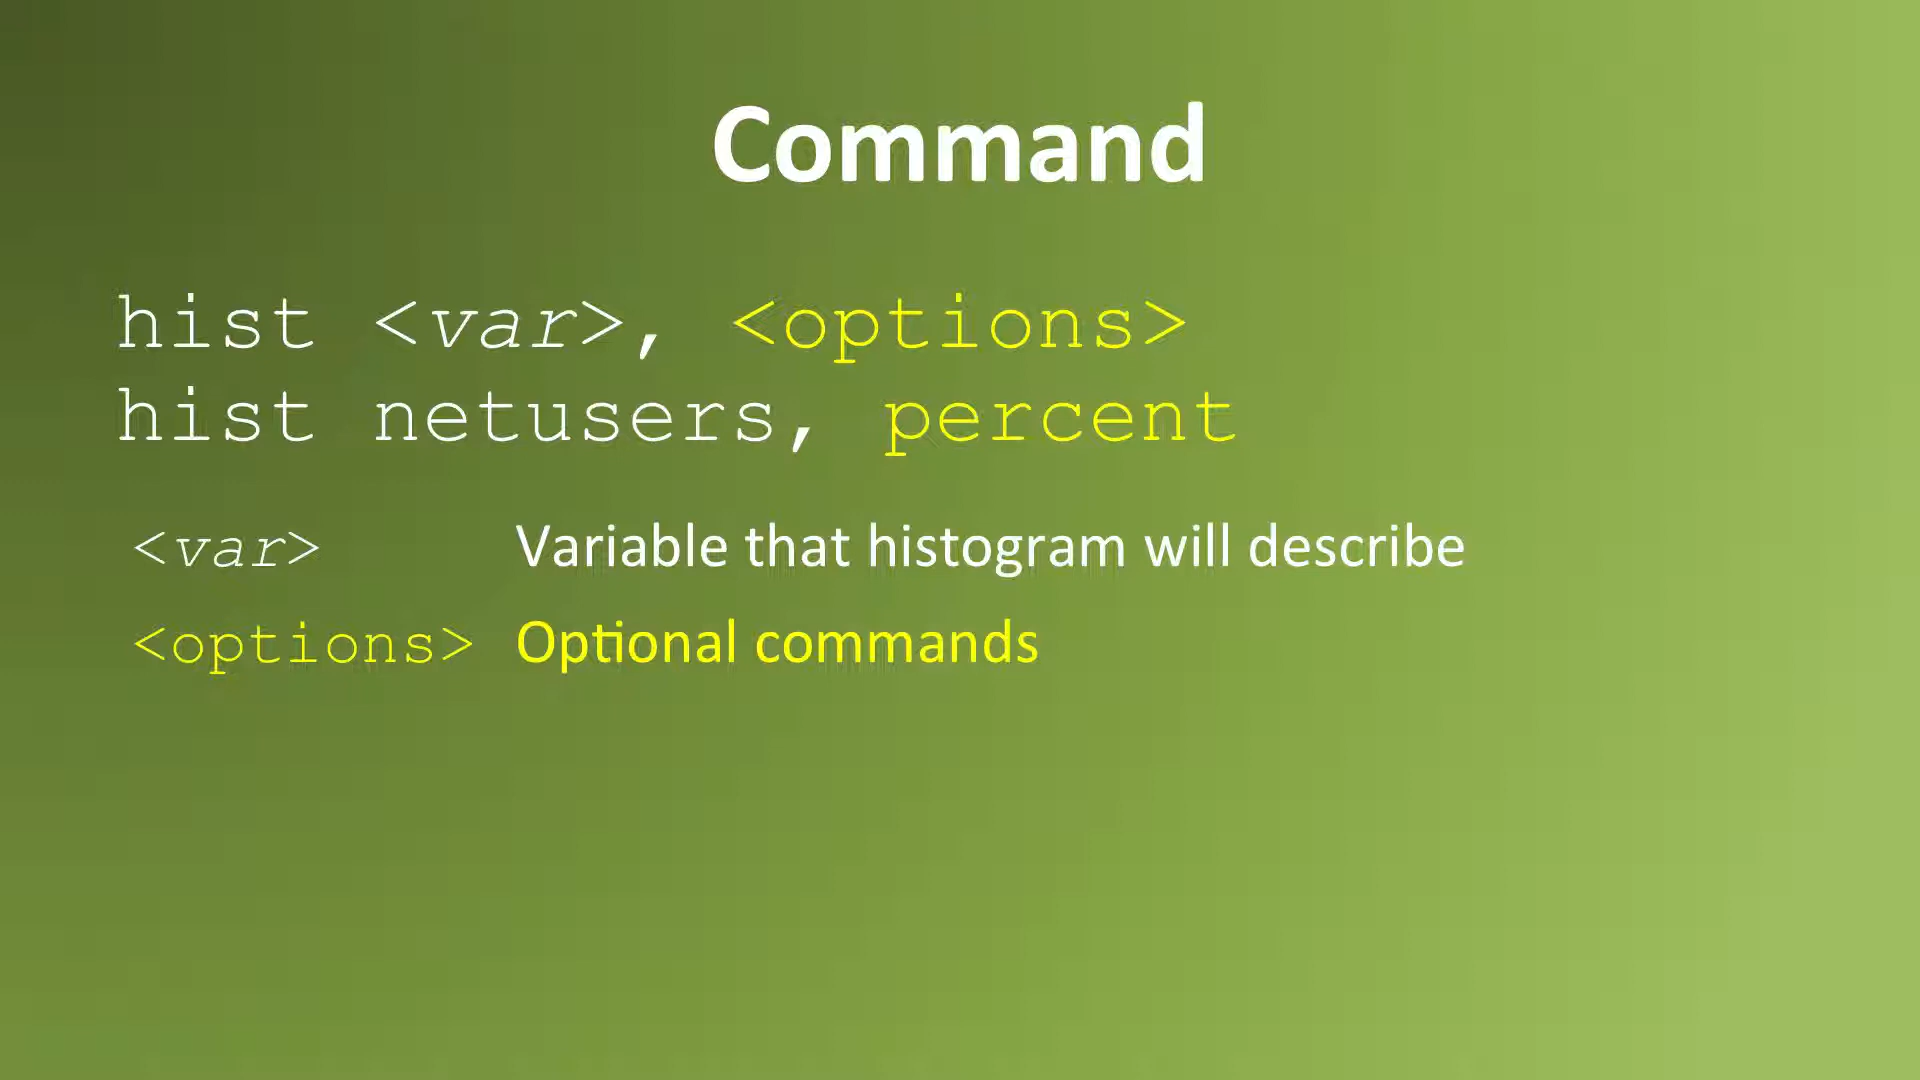 Command
hist <var>, <options>
hist netusers, percent
<var> Variable that histogram will describe
<options> Optional commands